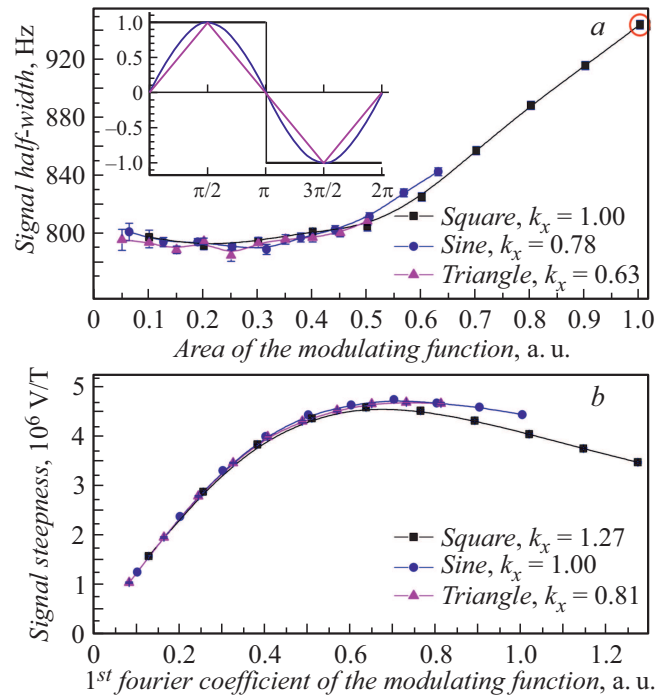 a
Signal half-width, Hz
920
880
840
800
760
1.0
0.5
0
−0.5
−1.0
π/2
π
3π/2
2π
Square, kx = 1.00
Sine, kx = 0.78
Triangle, kx = 0.63
0 0.1 0.2 0.3 0.4 0.5 0.6 0.7 0.8 0.9 1.0
Area of the modulating function, a. u.
b
Signal steepness, 10⁶ V/T
5
4
3
2
1
0
Square, kx = 1.27
Sine, kx = 1.00
Triangle, kx = 0.81
0 0.2 0.4 0.6 0.8 1.0 1.2
1st fourier coefficient of the modulating function, a. u.